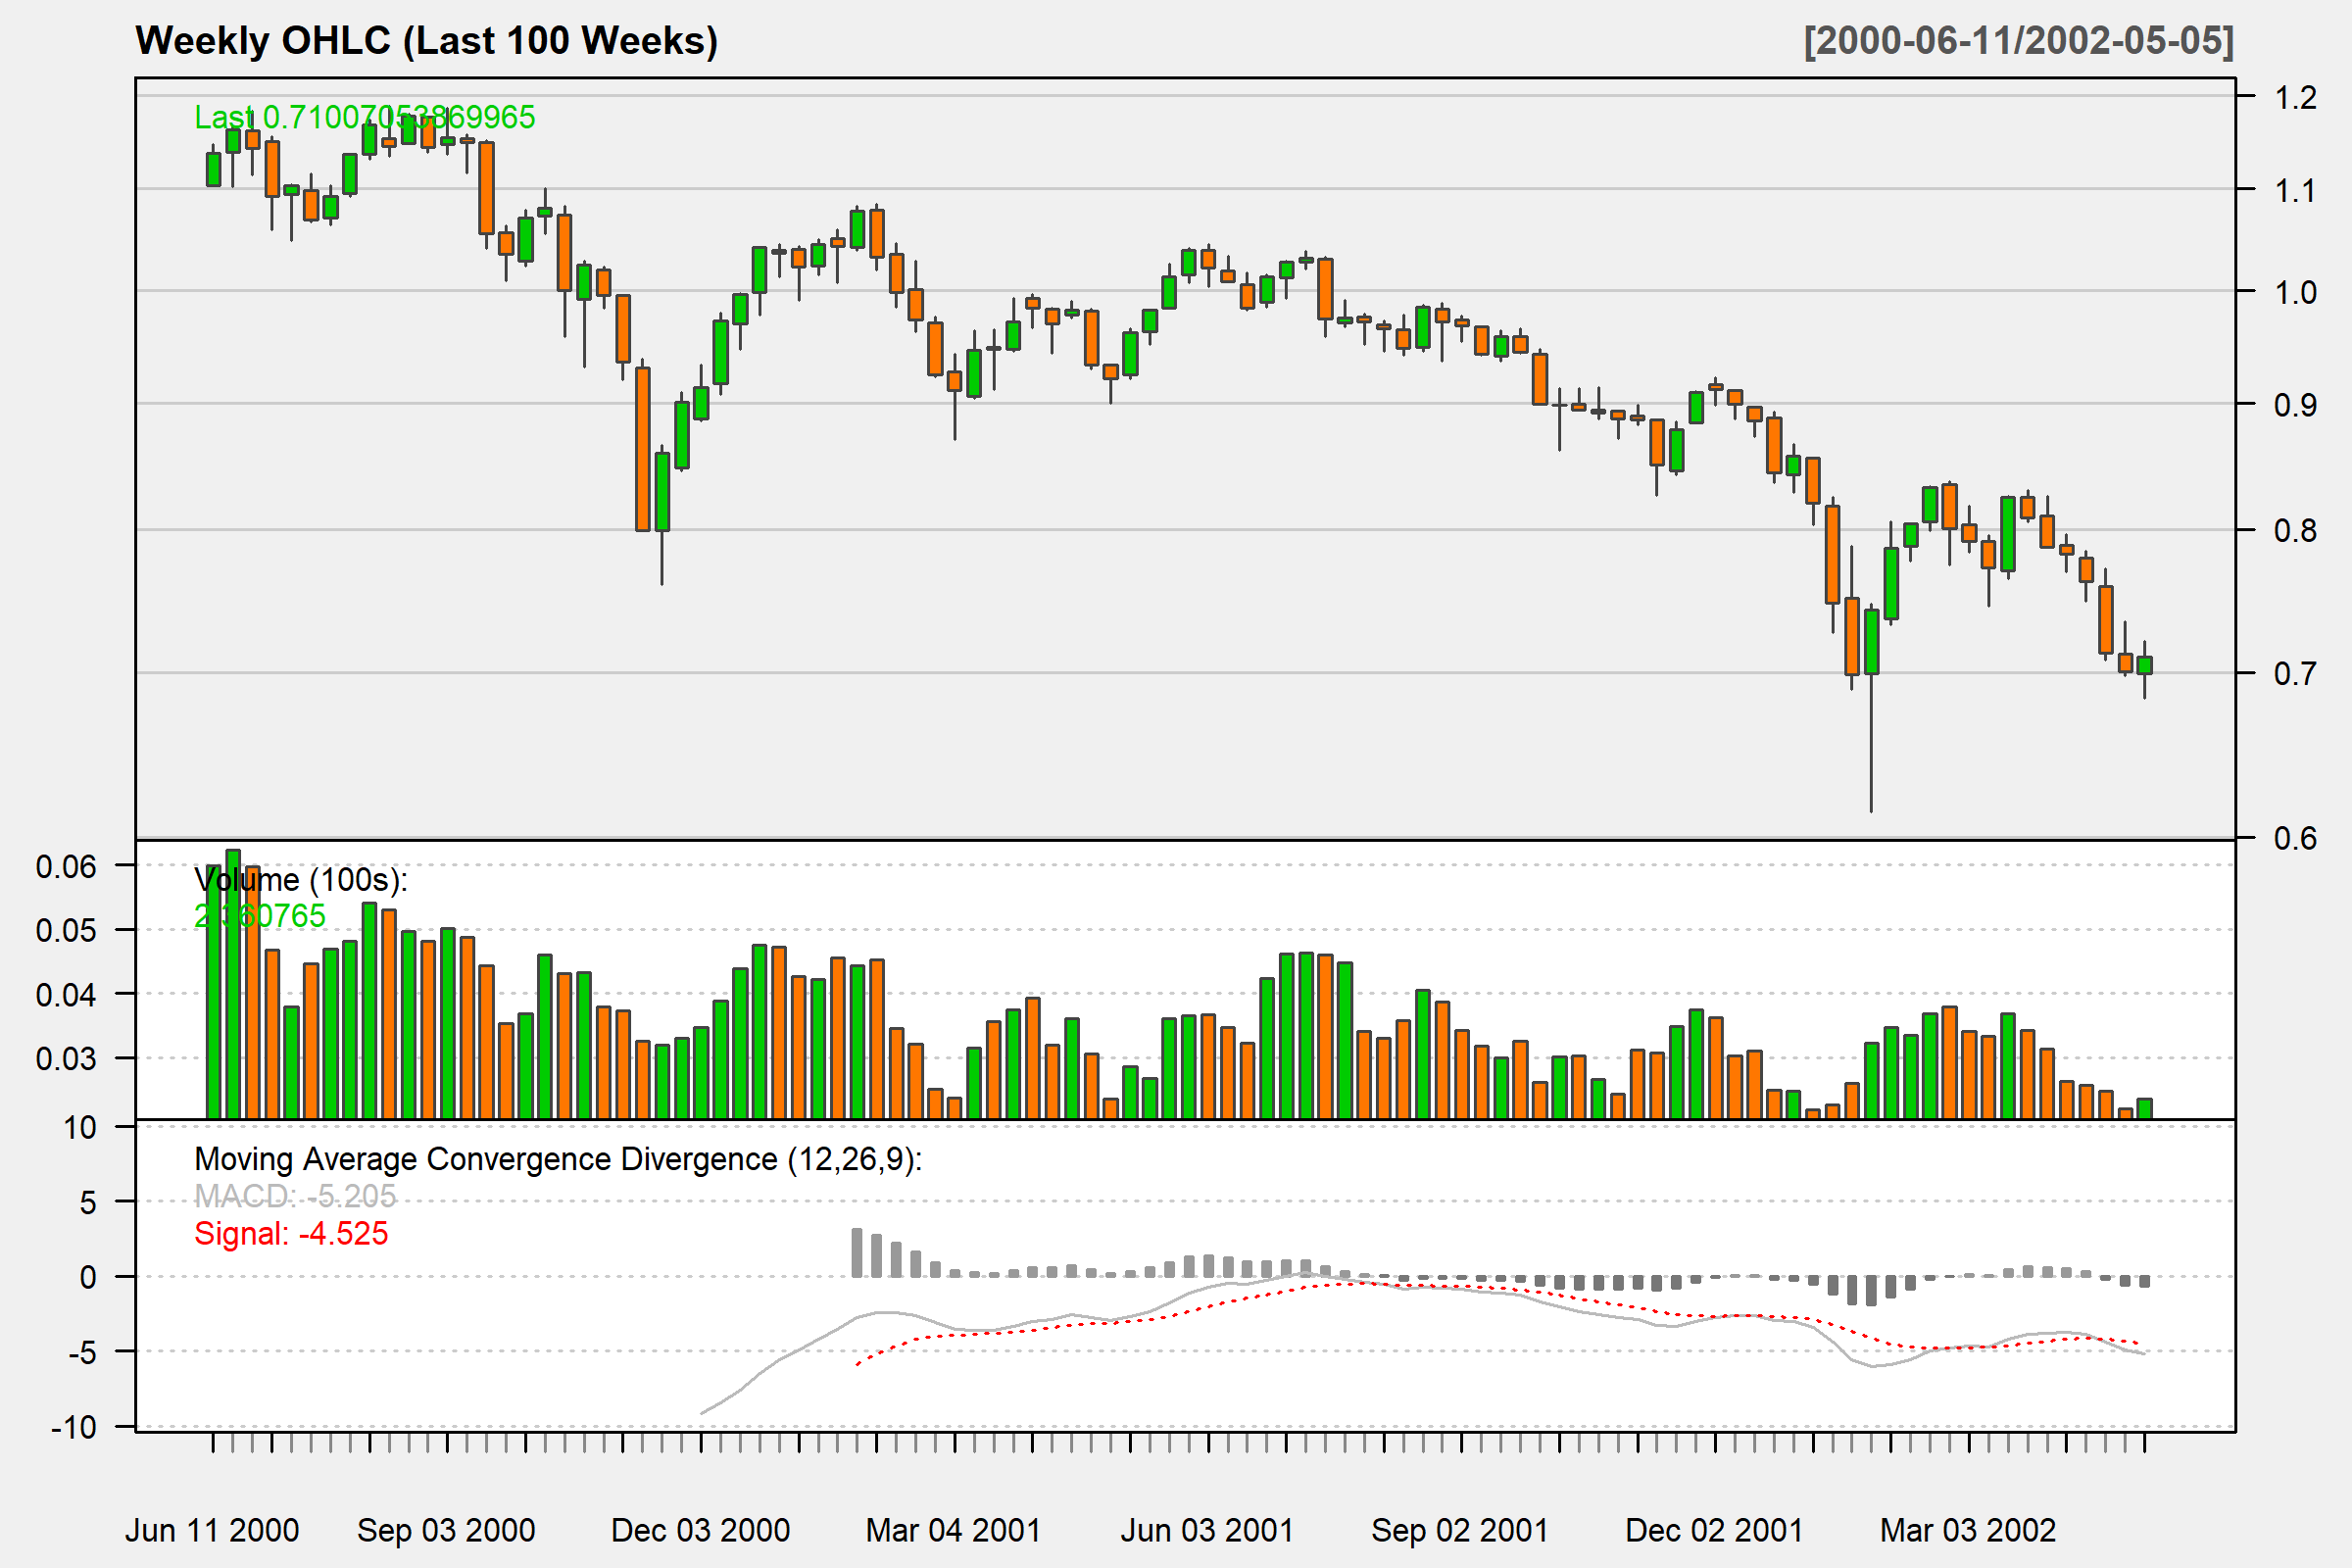 Weekly OHLC (Last 100 Weeks)
[2000-06-11/2002-05-05]
Last 0.71007053869965
1.2
1.1
1.0
0.9
0.8
0.7
0.6
Volume (100s):
2.360765
0.06
0.05
0.04
0.03
Moving Average Convergence Divergence (12,26,9):
MACD: -5.205
Signal: -4.525
10
5
0
-5
-10
Jun 11 2000
Sep 03 2000
Dec 03 2000
Mar 04 2001
Jun 03 2001
Sep 02 2001
Dec 02 2001
Mar 03 2002